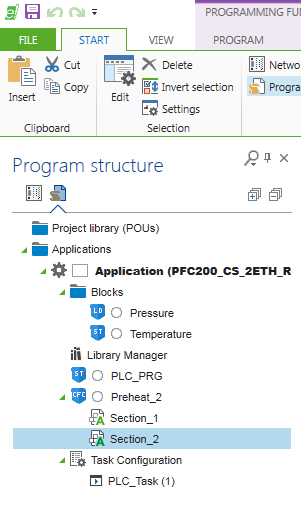 PROGRAMMING FU
FILE START VIEW PROGRAM
Insert
Cut
Copy
Clipboard
Edit
Delete
Invert selection
Settings
Selection
Netwo
Progra
Program structure
Project library (POUs)
Applications
Application (PFC200_CS_2ETH_R
Blocks
LD Pressure
ST Temperature
Library Manager
ST PLC_PRG
CFC Preheat_2
Section_1
Section_2
Task Configuration
PLC_Task (1)